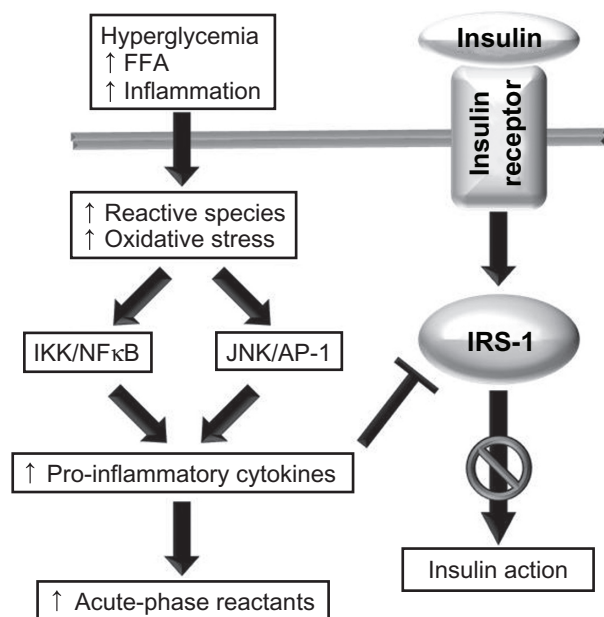 Hyperglycemia
↑ FFA
↑ Inflammation
Insulin
Insulin
receptor
↑ Reactive species
↑ Oxidative stress
IKK/NFκB
JNK/AP-1
IRS-1
↑ Pro-inflammatory cytokines
Insulin action
↑ Acute-phase reactants